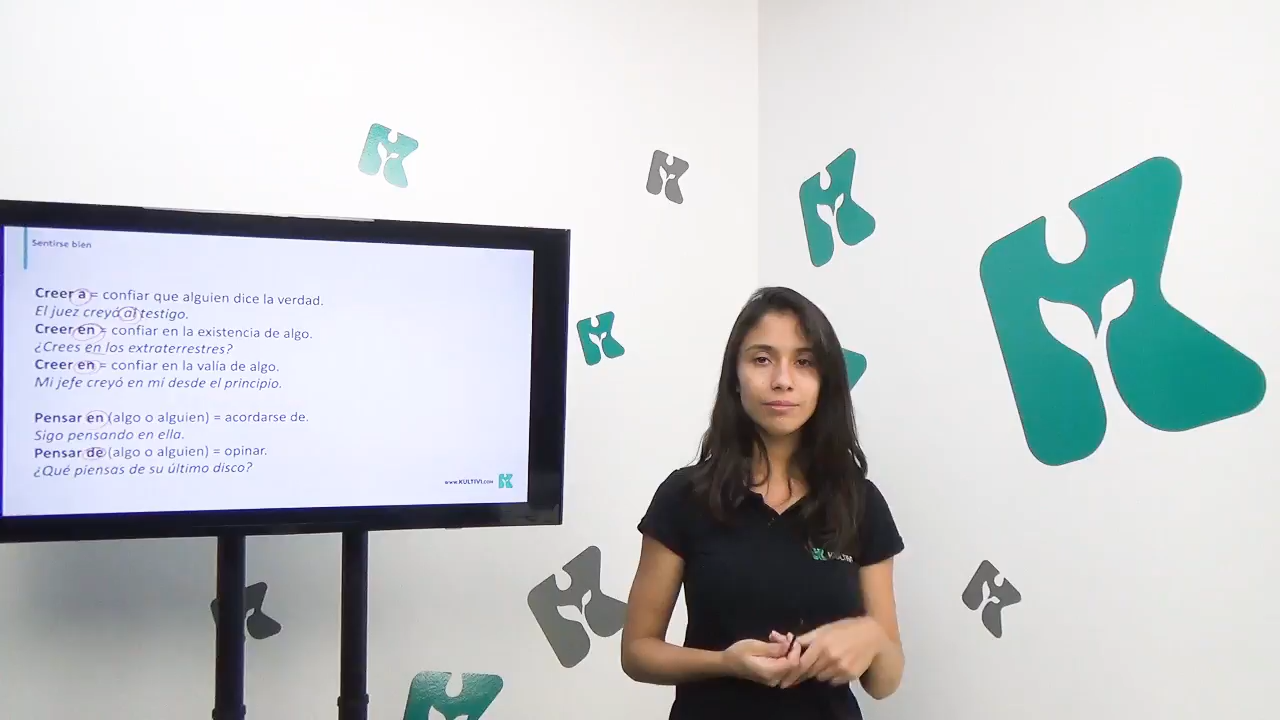 Sentirse bien
Creer a = confiar que alguien dice la verdad.
El juez creyó al testigo.
Creer en = confiar en la existencia de algo.
¿Crees en los extraterrestres?
Creer en = confiar en la valía de algo.
Mi jefe creyó en mí desde el principio.
Pensar en (algo o alguien) = acordarse de.
Sigo pensando en ella.
Pensar de (algo o alguien) = opinar.
¿Qué piensas de su último disco?
www.KULTIVI.COM